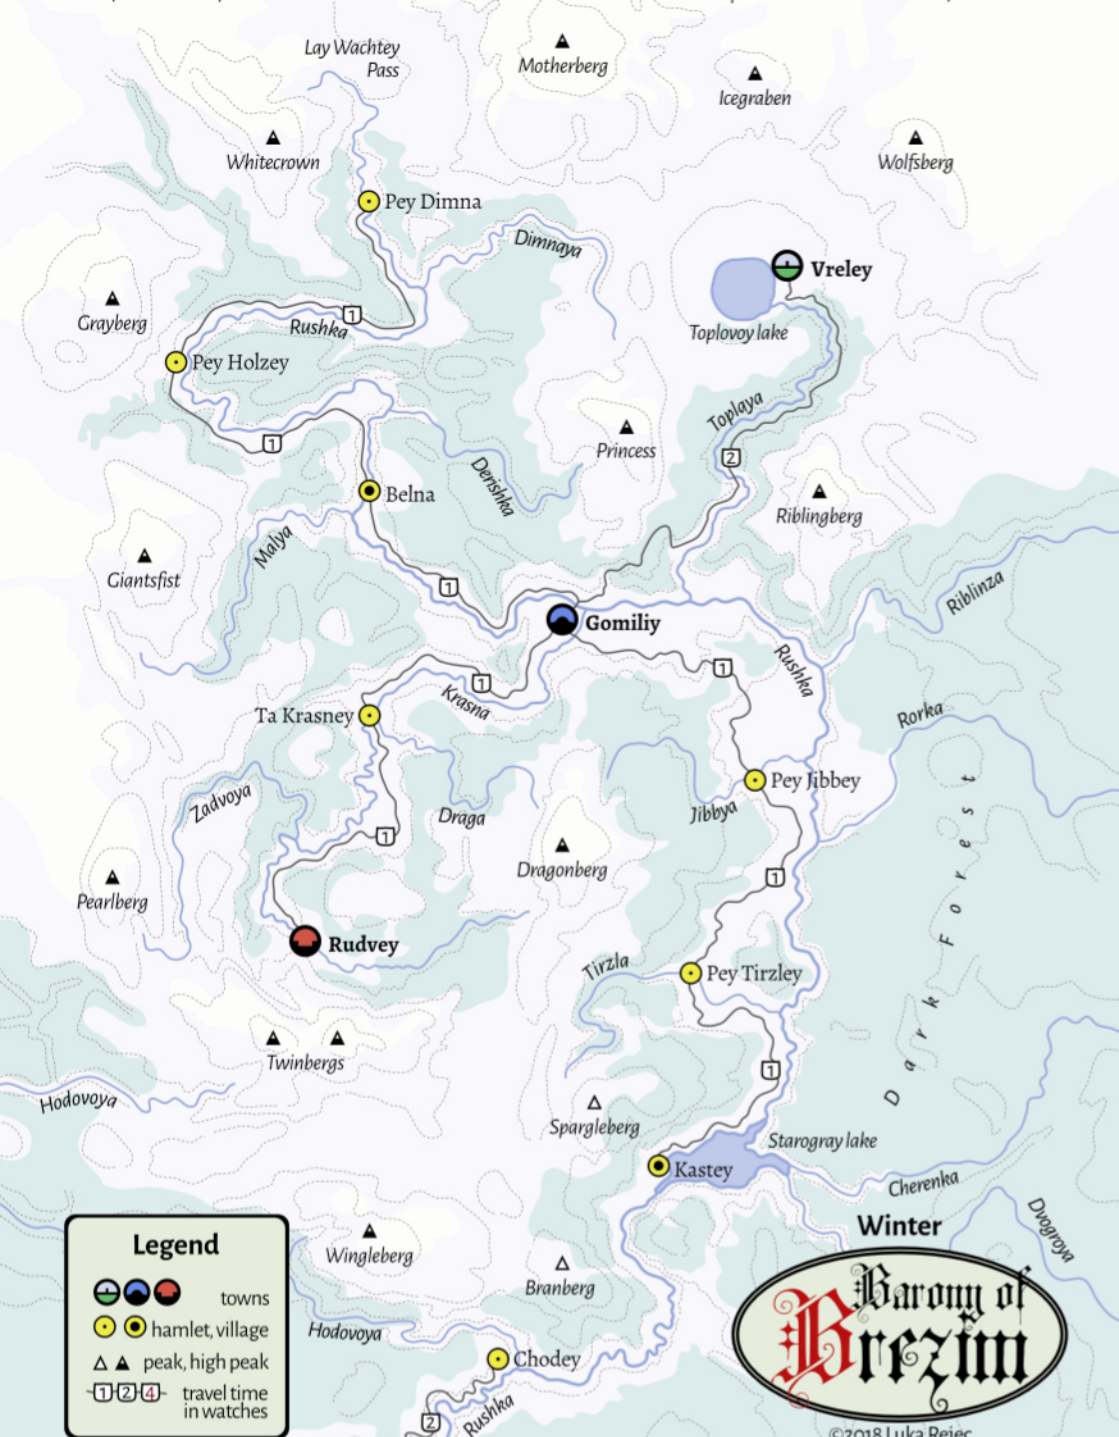 Lay Wachtey
Pass
Motherberg
Icegraben
Whitecrown
Wolfsberg
Pey Dimna
Dimnaya
Vreley
Grayberg
1
Rushka
Toplovoy lake
Pey Holzey
Toplaya
1
Princess
2
Derishka
Belna
Riblingberg
Malya
Giantsfist
1
Riblinza
Gomiliy
Rushka
1
1
Krasna
Ta Krasney
Rorka
Pey Jibbey
Zadvoya
Draga
Jibbya
1
Dragonberg
1
Pearlberg
Dark Forest
Rudvey
Tirzla
Pey Tirzley
Twinbergs
1
Hodovoya
Spargleberg
Starogray lake
Kastey
Cherenka
Dvogroya
Winter
Wingleberg
Branberg
Barony of
Brezim
Legend
towns
hamlet, village
peak, high peak
1 2 4 travel time
in watches
Hodovoya
Chodey
2
Rushka
©2018 Luka Rejec